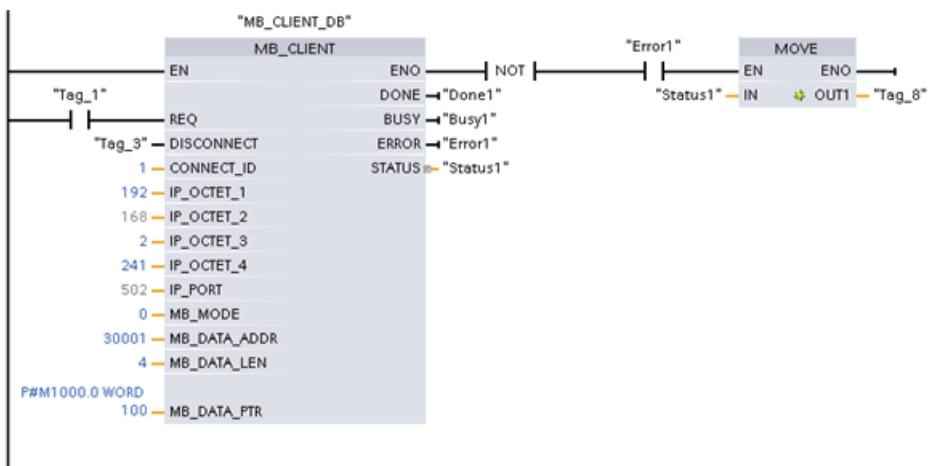 "MB_CLIENT_DB"
MB_CLIENT
"Error1"
MOVE
EN ENO
NOT
EN ENO
"Tag_1"
DONE "Done1"
"Status1" IN OUT1 "Tag_8"
REQ BUSY "Busy1"
"Tag_3" DISCONNECT ERROR "Error1"
1 CONNECT_ID STATUS "Status1"
192 IP_OCTET_1
168 IP_OCTET_2
2 IP_OCTET_3
241 IP_OCTET_4
502 IP_PORT
0 MB_MODE
30001 MB_DATA_ADDR
4 MB_DATA_LEN
P#M1000.0 WORD
100 MB_DATA_PTR